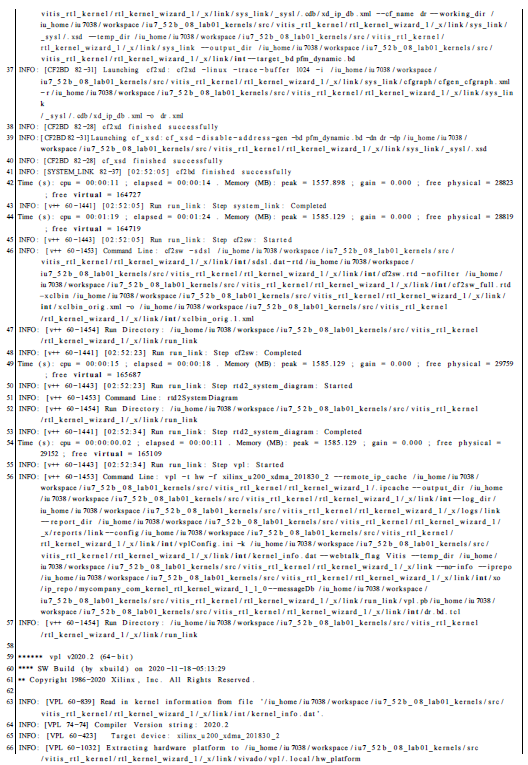 vitis_rtl_kernel/rtl_kernel_wizard_1/_x/link/sys_link/_sysl/.cdb/xd_ip_db.xml --cf_name dr --working_dir /
iu_home/iu7038/workspace/iu7_52b_08_lab01_kernels/src/vitis_rtl_kernel/rtl_kernel_wizard_1/_x/link/sys_link/
_sysl/.xsd --temp_dir /iu_home/iu7038/workspace/iu7_52b_08_lab01_kernels/src/vitis_rtl_kernel/
rtl_kernel_wizard_1/_x/link/sys_link --output_dir /iu_home/iu7038/workspace/iu7_52b_08_lab01_kernels/src/
vitis_rtl_kernel/rtl_kernel_wizard_1/_x/link/int --target_bd pfm_dynamic.bd
37 INFO: [CF2BD 82-31] Launching cf2xd: cf2xd -linux -trace-buffer 1024 -i /iu_home/iu7038/workspace/
iu7_52b_08_lab01_kernels/src/vitis_rtl_kernel/rtl_kernel_wizard_1/_x/link/sys_link/cfgraph/cfgen_cfgraph.xml
-r /iu_home/iu7038/workspace/iu7_52b_08_lab01_kernels/src/vitis_rtl_kernel/rtl_kernel_wizard_1/_x/link/sys_lin
k
/_sysl/.cdb/xd_ip_db.xml -o dr.xml
38 INFO: [CF2BD 82-28] cf2xd finished successfully
39 INFO: [CF2BD 82-31] Launching cf_xsd: cf_xsd -disable-address-gen -bd pfm_dynamic.bd -dn dr -dp /iu_home/iu7038/
workspace/iu7_52b_08_lab01_kernels/src/vitis_rtl_kernel/rtl_kernel_wizard_1/_x/link/sys_link/_sysl/.xsd
40 INFO: [CF2BD 82-28] cf_xsd finished successfully
41 INFO: [SYSTEM_LINK 82-37] [02:52:05] cf2bd finished successfully
42 Time (s): cpu = 00:00:11 ; elapsed = 00:00:14 . Memory (MB): peak = 1557.898 ; gain = 0.000 ; free physical = 28823
; free virtual = 164727
43 INFO: [v++ 60-1441] [02:52:05] Run run_link: Step system_link: Completed
44 Time (s): cpu = 00:01:19 ; elapsed = 00:01:24 . Memory (MB): peak = 1585.129 ; gain = 0.000 ; free physical = 28819
; free virtual = 164719
45 INFO: [v++ 60-1443] [02:52:05] Run run_link: Step cf2sw: Started
46 INFO: [v++ 60-1453] Command Line: cf2sw -sdsl /iu_home/iu7038/workspace/iu7_52b_08_lab01_kernels/src/
vitis_rtl_kernel/rtl_kernel_wizard_1/_x/link/int/sdsl.dat -rtd /iu_home/iu7038/workspace/
iu7_52b_08_lab01_kernels/src/vitis_rtl_kernel/rtl_kernel_wizard_1/_x/link/int/cf2sw.rtd -nofilter /iu_home/
iu7038/workspace/iu7_52b_08_lab01_kernels/src/vitis_rtl_kernel/rtl_kernel_wizard_1/_x/link/int/cf2sw_full.rtd
-xclbin /iu_home/iu7038/workspace/iu7_52b_08_lab01_kernels/src/vitis_rtl_kernel/rtl_kernel_wizard_1/_x/link/
int/xclbin_orig.xml -o /iu_home/iu7038/workspace/iu7_52b_08_lab01_kernels/src/vitis_rtl_kernel
/rtl_kernel_wizard_1/_x/link/int/xclbin_orig.1.xml
47 INFO: [v++ 60-1454] Run Directory: /iu_home/iu7038/workspace/iu7_52b_08_lab01_kernels/src/vitis_rtl_kernel
/rtl_kernel_wizard_1/_x/link/run_link
48 INFO: [v++ 60-1441] [02:52:23] Run run_link: Step cf2sw: Completed
49 Time (s): cpu = 00:00:15 ; elapsed = 00:00:18 . Memory (MB): peak = 1585.129 ; gain = 0.000 ; free physical = 29759
; free virtual = 165687
50 INFO: [v++ 60-1443] [02:52:23] Run run_link: Step rtd2_system_diagram: Started
51 INFO: [v++ 60-1453] Command Line: rtd2SystemDiagram
52 INFO: [v++ 60-1454] Run Directory: /iu_home/iu7038/workspace/iu7_52b_08_lab01_kernels/src/vitis_rtl_kernel
/rtl_kernel_wizard_1/_x/link/run_link
53 INFO: [v++ 60-1441] [02:52:34] Run run_link: Step rtd2_system_diagram: Completed
54 Time (s): cpu = 00:00:00.02 ; elapsed = 00:00:11 . Memory (MB): peak = 1585.129 ; gain = 0.000 ; free physical =
29152 ; free virtual = 165109
55 INFO: [v++ 60-1443] [02:52:34] Run run_link: Step vpl: Started
56 INFO: [v++ 60-1453] Command Line: vpl -t hw -f xilinx_u200_xdma_201830_2 --remote_ip_cache /iu_home/iu7038/
workspace/iu7_52b_08_lab01_kernels/src/vitis_rtl_kernel/rtl_kernel_wizard_1/.ipcache --output_dir /iu_home
/iu7038/workspace/iu7_52b_08_lab01_kernels/src/vitis_rtl_kernel/rtl_kernel_wizard_1/_x/link/int --log_dir /
iu_home/iu7038/workspace/iu7_52b_08_lab01_kernels/src/vitis_rtl_kernel/rtl_kernel_wizard_1/_x/logs/link
--report_dir /iu_home/iu7038/workspace/iu7_52b_08_lab01_kernels/src/vitis_rtl_kernel/rtl_kernel_wizard_1/_
x/reports/link --config /iu_home/iu7038/workspace/iu7_52b_08_lab01_kernels/src/vitis_rtl_kernel/
rtl_kernel_wizard_1/_x/link/int/vplConfig.ini -k /iu_home/iu7038/workspace/iu7_52b_08_lab01_kernels/src/
vitis_rtl_kernel/rtl_kernel_wizard_1/_x/link/int/kernel_info.dat --webtalk_flag Vitis --temp_dir /iu_home/
iu7038/workspace/iu7_52b_08_lab01_kernels/src/vitis_rtl_kernel/rtl_kernel_wizard_1/_x/link --no-info --iprepo
/iu_home/iu7038/workspace/iu7_52b_08_lab01_kernels/src/vitis_rtl_kernel/rtl_kernel_wizard_1/_x/link/int/xo
/ip_repo/mycompany_com_kernel_rtl_kernel_wizard_1_1_0 --messageDb /iu_home/iu7038/workspace/
iu7_52b_08_lab01_kernels/src/vitis_rtl_kernel/rtl_kernel_wizard_1/_x/link/run_link/vpl.pb /iu_home/iu7038/
workspace/iu7_52b_08_lab01_kernels/src/vitis_rtl_kernel/rtl_kernel_wizard_1/_x/link/int/dr.bd.tcl
57 INFO: [v++ 60-1454] Run Directory: /iu_home/iu7038/workspace/iu7_52b_08_lab01_kernels/src/vitis_rtl_kernel
/rtl_kernel_wizard_1/_x/link/run_link
58
59 ****** vpl v2020.2 (64-bit)
60 **** SW Build (by xbuild) on 2020-11-18-05:13:29
61 ** Copyright 1986-2020 Xilinx, Inc. All Rights Reserved.
62
63 INFO: [VPL 60-839] Read in kernel information from file '/iu_home/iu7038/workspace/iu7_52b_08_lab01_kernels/src/
vitis_rtl_kernel/rtl_kernel_wizard_1/_x/link/int/kernel_info.dat'.
64 INFO: [VPL 74-74] Compiler Version string: 2020.2
65 INFO: [VPL 60-423] Target device: xilinx_u200_xdma_201830_2
66 INFO: [VPL 60-1032] Extracting hardware platform to /iu_home/iu7038/workspace/iu7_52b_08_lab01_kernels/src
/vitis_rtl_kernel/rtl_kernel_wizard_1/_x/link/vivado/vpl/.local/hw_platform